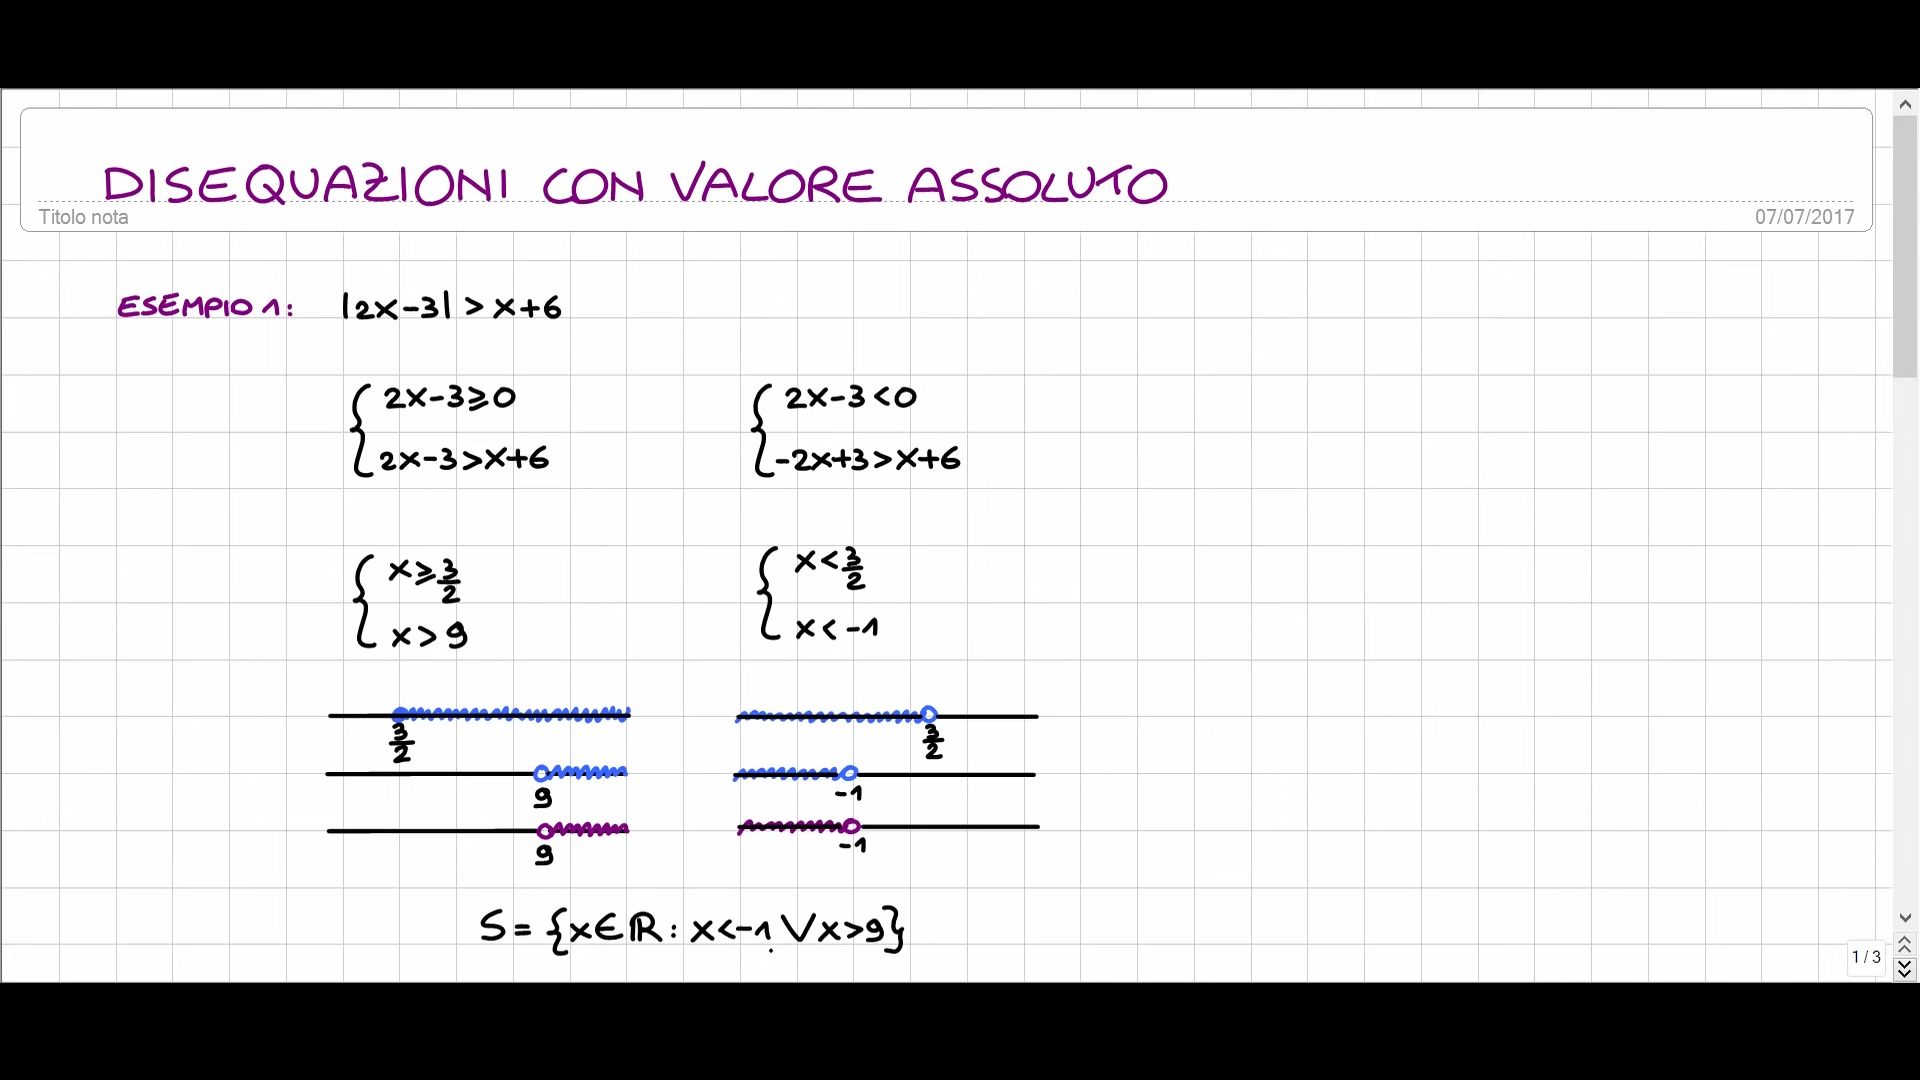 DISEQUAZIONI CON VALORE ASSOLUTO
Titolo nota
07/07/2017
ESEMPIO 1: |2x-3| > x+6
{ 2x-3⩾0
2x-3>x+6
{ 2x-3<0
-2x+3>x+6
{ x⩾3/2
x>9
{ x<3/2
x<-1
3/2
9
9
3/2
-1
-1
S = {x∈ℝ: x<-1 ∨ x>9}
1 / 3